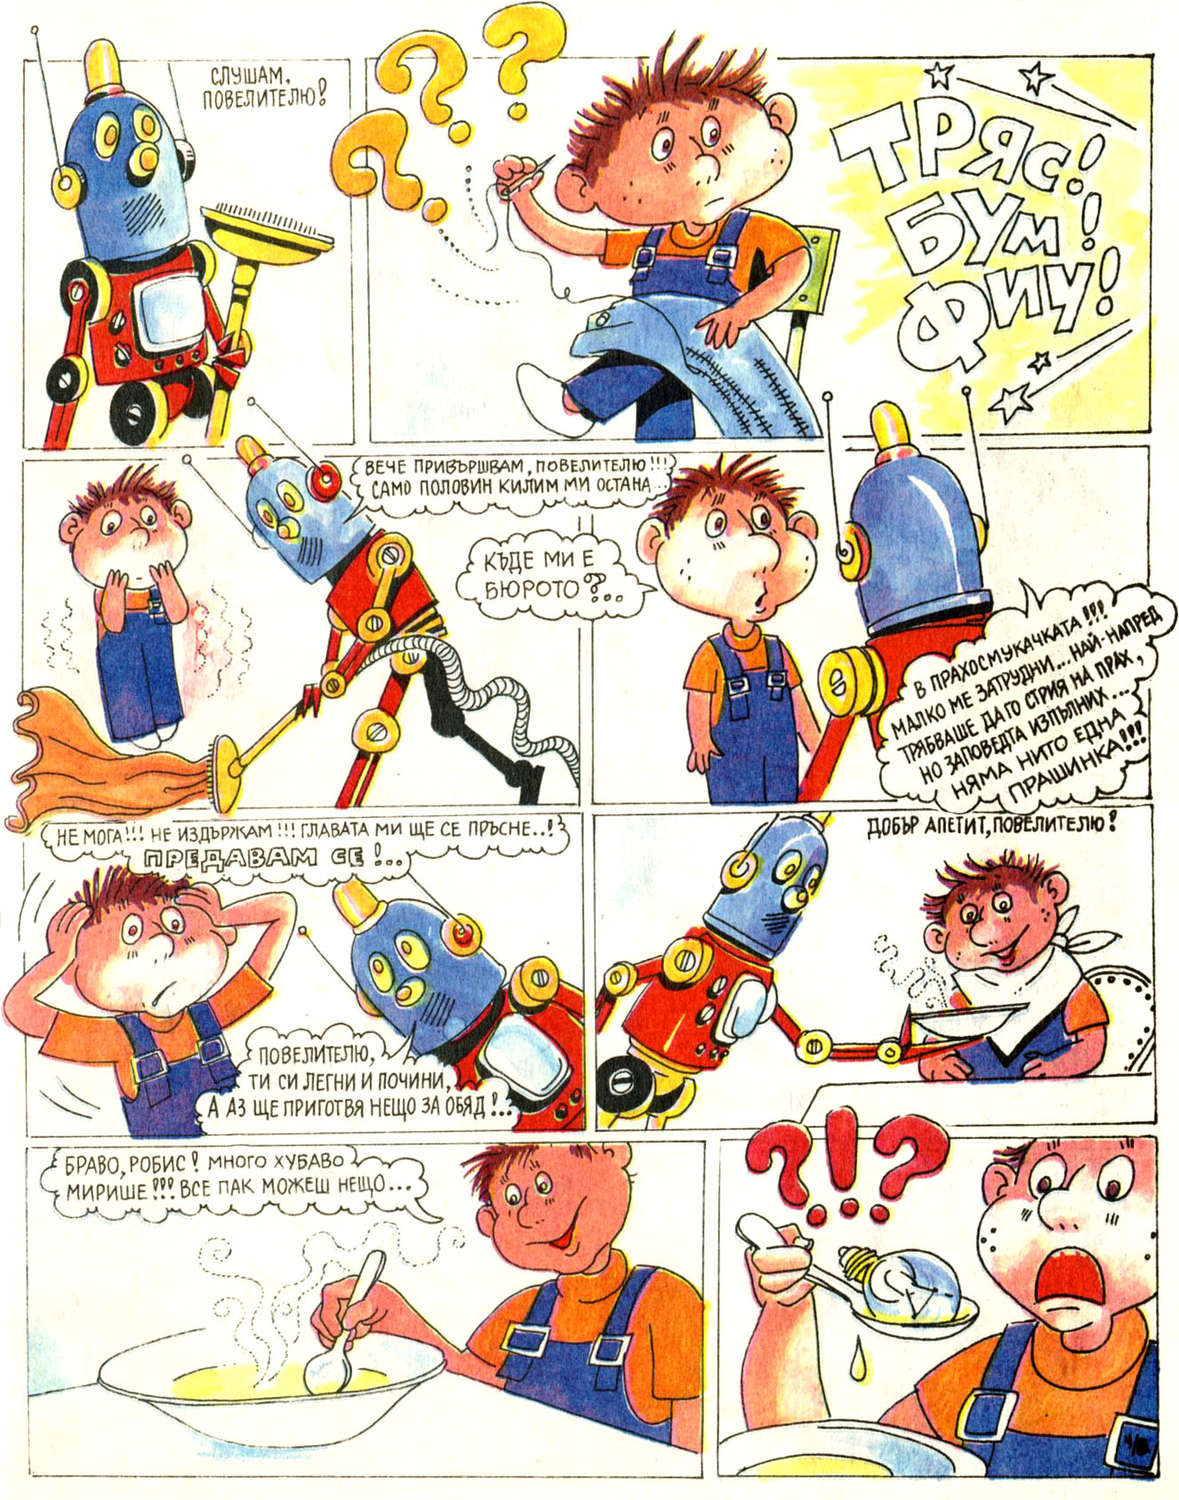 СЛУШАМ.
ПОВЕЛИТЕЛЮ!
? ? ?
ТРЯС!
БУМ!
ФИУ!
ВЕЧЕ ПРИВЪРШВАМ, ПОВЕЛИТЕЛЮ!!!
САМО ПОЛОВИН КИЛИМ МИ ОСТАНА...
КЪДЕ МИ Е
БЮРОТО?...
В ПРАХОСМУКАЧКАТА!!!
МАЛКО МЕ ЗАТРУДНИ... НАЙ-НАПРЕД
ТРЯБВАШЕ ДА ГО СТРИЯ НА ПРАХ,
НО ЗАПОВЕДТА ИЗПЪЛНИХ...
НЯМА НИТО ЕДНА
ПРАШИНКА!!!
НЕ МОГА!!! НЕ ИЗДЪРЖАМ!!! ГЛАВАТА МИ ЩЕ СЕ ПРЪСНЕ..!
ПРЕДАВАМ СЕ!...
ПОВЕЛИТЕЛЮ,
ТИ СИ ЛЕГНИ И ПОЧИНИ,
А АЗ ЩЕ ПРИГОТВЯ НЕЩО ЗА ОБЯД!...
ДОБЪР АПЕТИТ, ПОВЕЛИТЕЛЮ!
БРАВО, РОБИС! МНОГО ХУБАВО
МИРИШЕ!!! ВСЕ ПАК МОЖЕШ НЕЩО...
?!?